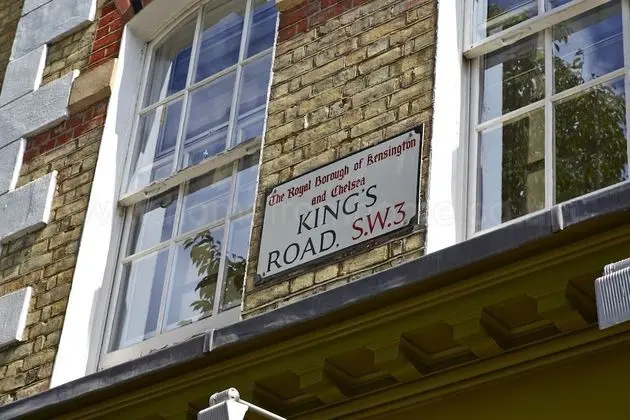 The Royal Borough of Kensington
and Chelsea
KING'S
ROAD. S.W.3